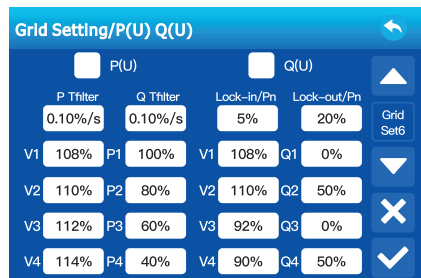 Grid Setting/P(U) Q(U)
P(U) Q(U)
P Tfilter Q Tfilter Lock-in/Pn Lock-out/Pn
0.10%/s 0.10%/s 5% 20% Grid
Set6
V1 108% P1 100% V1 108% Q1 0%
V2 110% P2 80% V2 110% Q2 50%
V3 112% P3 60% V3 92% Q3 0%
V4 114% P4 40% V4 90% Q4 50%